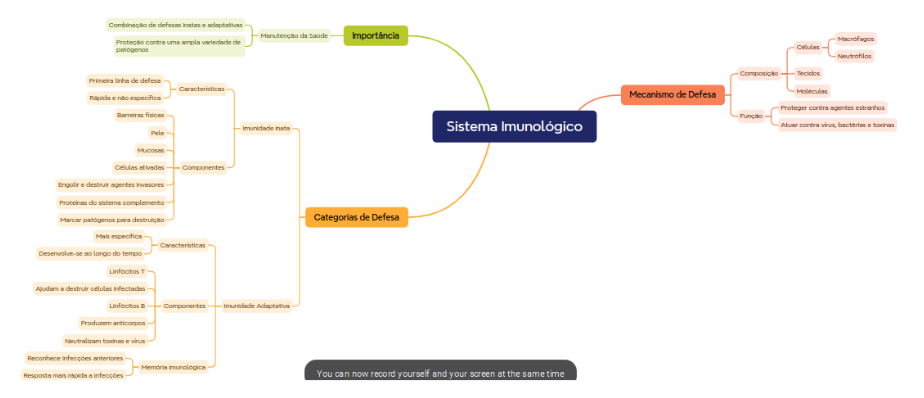 Sistema Imunológico
Mecanismo de Defesa
Composição
Células
Macrófagos
Neutrófilos
Tecidos
Moléculas
Função
Proteger contra agentes estranhos
Atuar contra vírus, bactérias e toxinas
Importância
Manutenção da Saúde
Combinação de defesas inatas e adaptativas
Proteção contra uma ampla variedade de
patógenos
Categorias de Defesa
Imunidade Inata
Características
Primeira linha de defesa
Rápida e não específica
Componentes
Barreiras físicas
Pele
Mucosas
Células ativadas
Engolir e destruir agentes invasores
Proteínas do sistema complemento
Marcar patógenos para destruição
Imunidade Adaptativa
Características
Mais específica
Desenvolve-se ao longo do tempo
Componentes
Linfócitos T
Ajudam a destruir células infectadas
Linfócitos B
Produzem anticorpos
Neutralizam toxinas e vírus
Memória Imunológica
Reconhece infecções anteriores
Resposta mais rápida a infecções
You can now record yourself and your screen at the same time